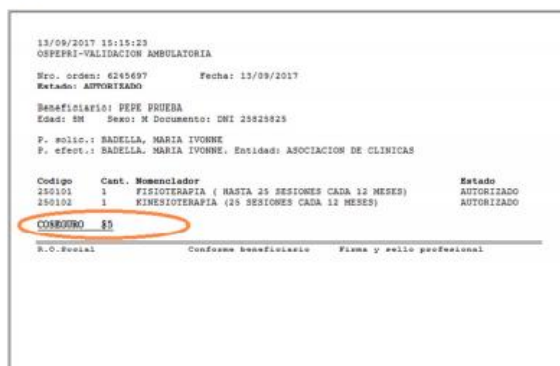 13/09/2017 15:15:23
OSPEPRI-VALIDACION AMBULATORIA
Nro. orden: 6245697 Fecha: 13/09/2017
Estado: AUTORIZADO
Beneficiario: PEPE PRUEBA
Edad: 8M Sexo: M Documento: DNI 25825825
P. solic.: BADELLA, MARIA IVONNE
P. efect.: BADELLA, MARIA IVONNE. Entidad: ASOCIACION DE CLINICAS
Codigo Cant. Nomenclador Estado
250101 1 FISIOTERAPIA ( HASTA 25 SESIONES CADA 12 MESES) AUTORIZADO
250102 1 KINESIOTERAPIA (25 SESIONES CADA 12 MESES) AUTORIZADO
COSEGURO $5
R.O.Social Conforme beneficiario Firma y sello profesional